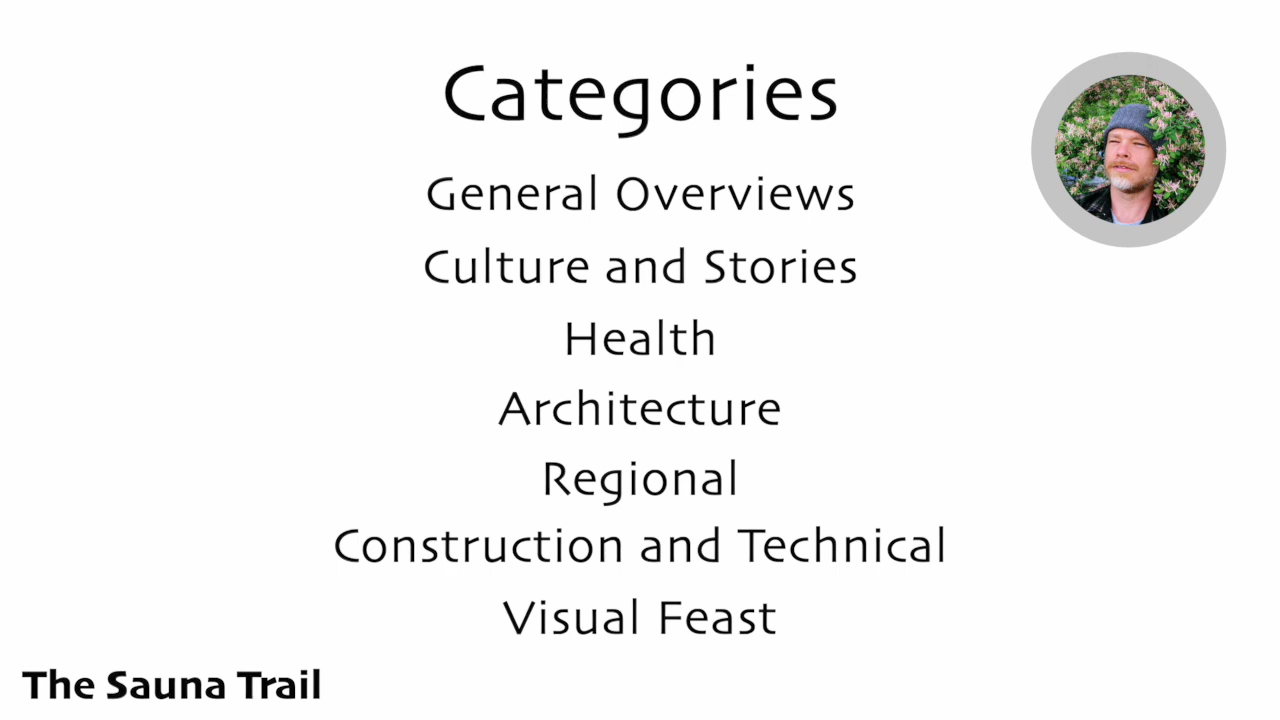 Categories
General Overviews
Culture and Stories
Health
Architecture
Regional
Construction and Technical
Visual Feast
The Sauna Trail